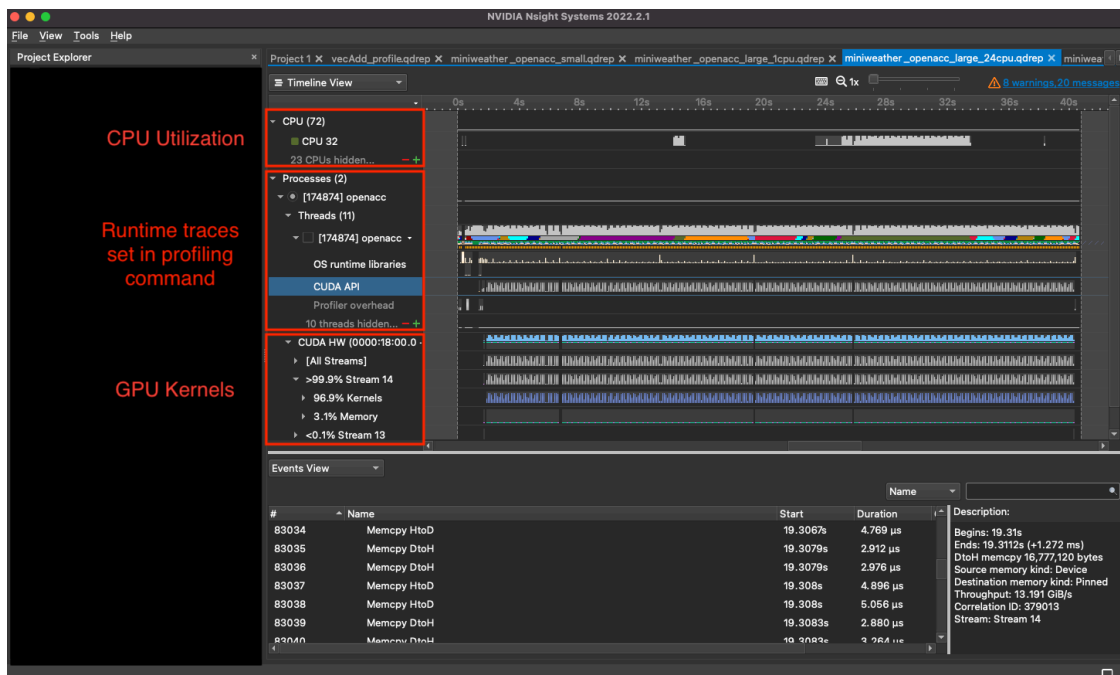 NVIDIA Nsight Systems 2022.2.1
File View Tools Help
Project Explorer ×
Project 1 × vecAdd_profile.qdrep × miniweather_openacc_small.qdrep × miniweather_openacc_large_1cpu.qdrep × miniweather_openacc_large_24cpu.qdrep × miniwea
Timeline View
1x
8 warnings, 20 messages
0s 4s 8s 12s 16s 20s 24s 28s 32s 36s 40s
CPU Utilization
CPU (72)
CPU 32
23 CPUs hidden... − +
Runtime traces
set in profiling
command
Processes (2)
[174874] openacc
Threads (11)
[174874] openacc
OS runtime libraries
CUDA API
Profiler overhead
10 threads hidden... − +
GPU Kernels
CUDA HW (0000:18:00.0 -
[All Streams]
>99.9% Stream 14
96.9% Kernels
3.1% Memory
<0.1% Stream 13
Events View
Name
# Name Start Duration
83034 Memcpy HtoD 19.3067s 4.769 μs
83035 Memcpy DtoH 19.3079s 2.912 μs
83036 Memcpy DtoH 19.3079s 2.976 μs
83037 Memcpy HtoD 19.308s 4.896 μs
83038 Memcpy HtoD 19.308s 5.056 μs
83039 Memcpy DtoH 19.3083s 2.880 μs
83040 Memcpy DtoH 19.3083s 3.264 μs
Description:
Begins: 19.31s
Ends: 19.3112s (+1.272 ms)
DtoH memcpy 16,777,120 bytes
Source memory kind: Device
Destination memory kind: Pinned
Throughput: 13.191 GiB/s
Correlation ID: 379013
Stream: Stream 14